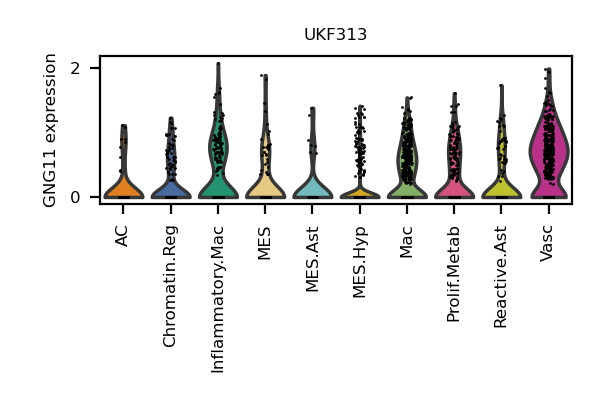 UKF313
GNG11 expression
2
0
AC
Chromatin.Reg
Inflammatory.Mac
MES
MES.Ast
MES.Hyp
Mac
Prolif.Metab
Reactive.Ast
Vasc